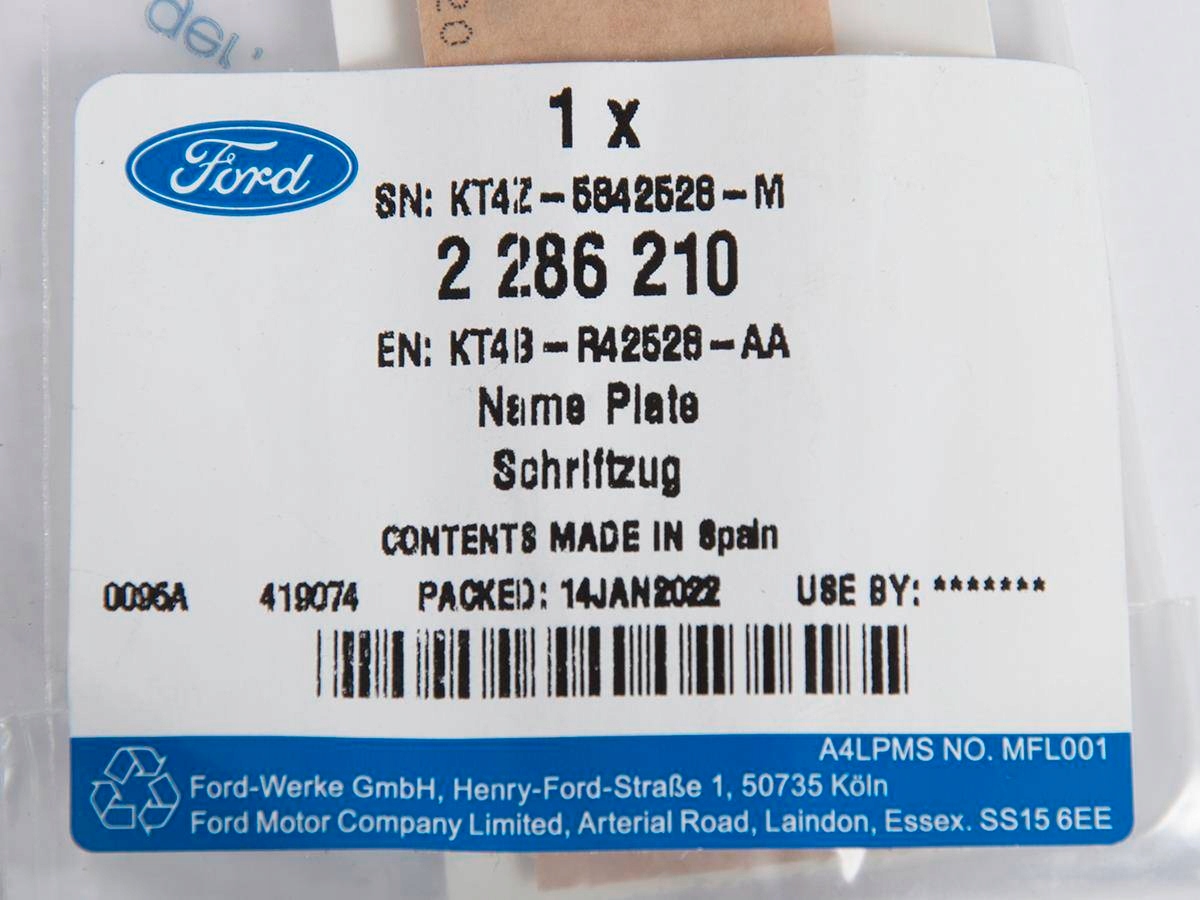 1 x
Ford
SN: KT4Z-5842528-M
2 286 210
EN: KT4B-R42528-AA
Name Plate
Schriftzug
CONTENTS MADE IN Spain
0095A 419074 PACKED: 14JAN2022 USE BY: *******
A4LPMS NO. MFL001
Ford-Werke GmbH, Henry-Ford-Straße 1, 50735 Köln
Ford Motor Company Limited, Arterial Road, Laindon, Essex. SS15 6EE